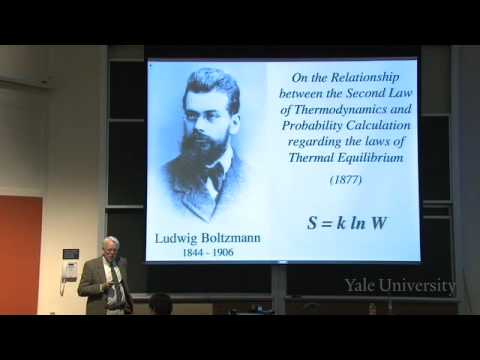 On the Relationship
between the Second Law
of Thermodynamics and
Probability Calculation
regarding the laws of
Thermal Equilibrium
(1877)
S = k ln W
Ludwig Boltzmann
1844 - 1906
Yale University